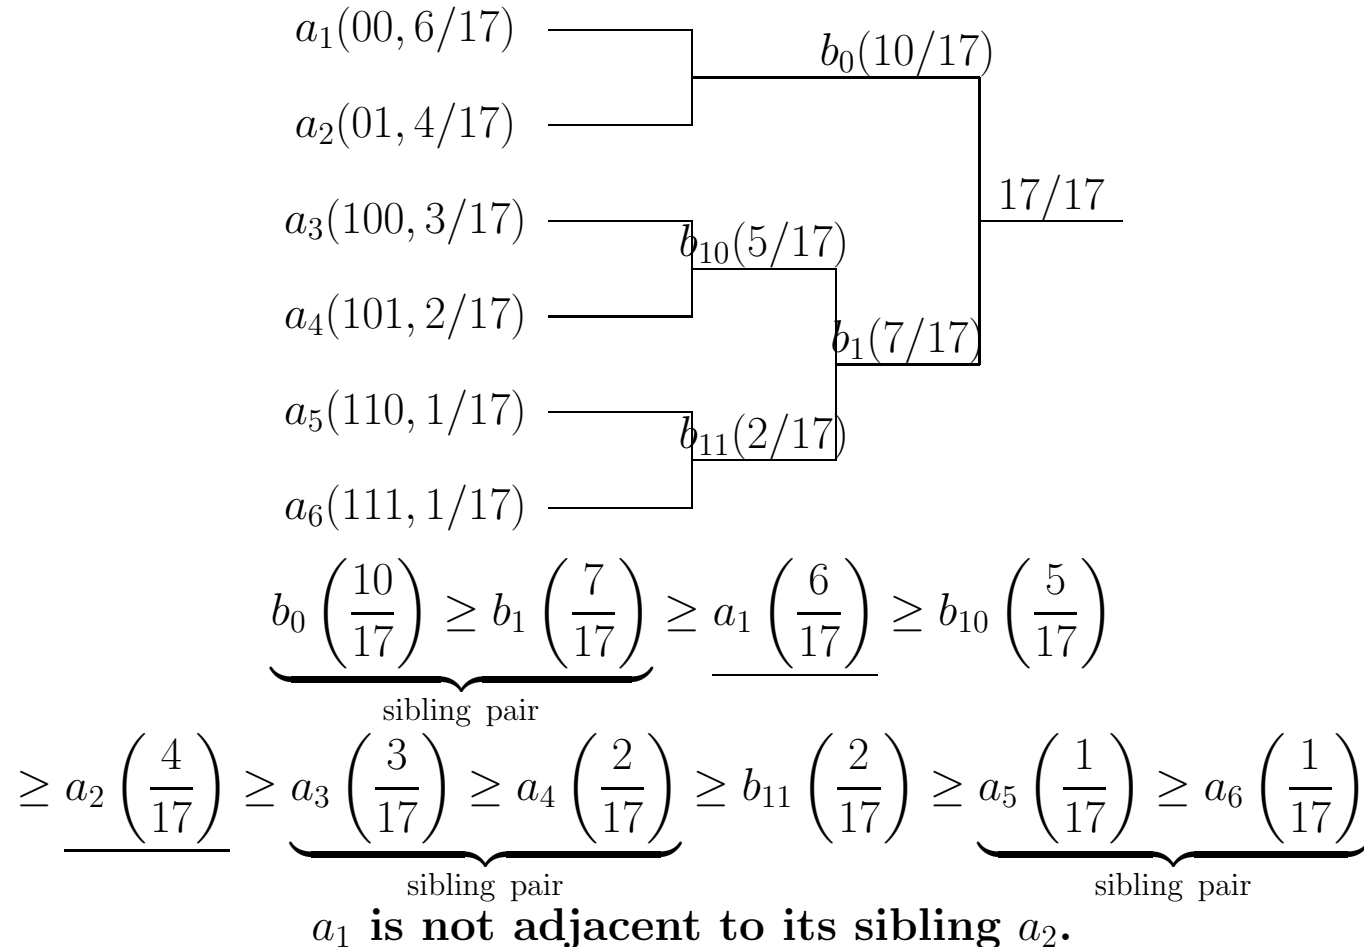 a₁(00, 6/17)
b₀(10/17)
a₂(01, 4/17)
17/17
a₃(100, 3/17)
b₁₀(5/17)
a₄(101, 2/17)
b₁(7/17)
a₅(110, 1/17)
b₁₁(2/17)
a₆(111, 1/17)
b₀ (10/17) ≥ b₁ (7/17) ≥ a₁ (6/17) ≥ b₁₀ (5/17)
sibling pair
≥ a₂ (4/17) ≥ a₃ (3/17) ≥ a₄ (2/17) ≥ b₁₁ (2/17) ≥ a₅ (1/17) ≥ a₆ (1/17)
sibling pair sibling pair
a₁ is not adjacent to its sibling a₂.